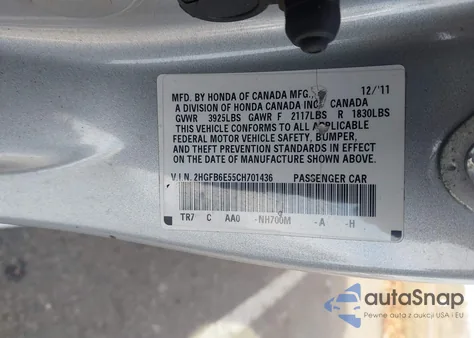 MFD. BY HONDA OF CANADA MFG., 12/'11
A DIVISION OF HONDA CANADA INC. CANADA
GVWR 3925LBS GAWR F 2117LBS R 1830LBS
THIS VEHICLE CONFORMS TO ALL APPLICABLE
FEDERAL MOTOR VEHICLE SAFETY, BUMPER,
AND THEFT PREVENTION STANDARDS IN EFFECT
ON THE DATE OF MANUFACTURE SHOWN ABOVE.
V.I.N. 2HGFB6E55CH701436 PASSENGER CAR
TR7 C AA0 -NH700M -A -H
autoSnap
Pewne auta z aukcji USA i EU